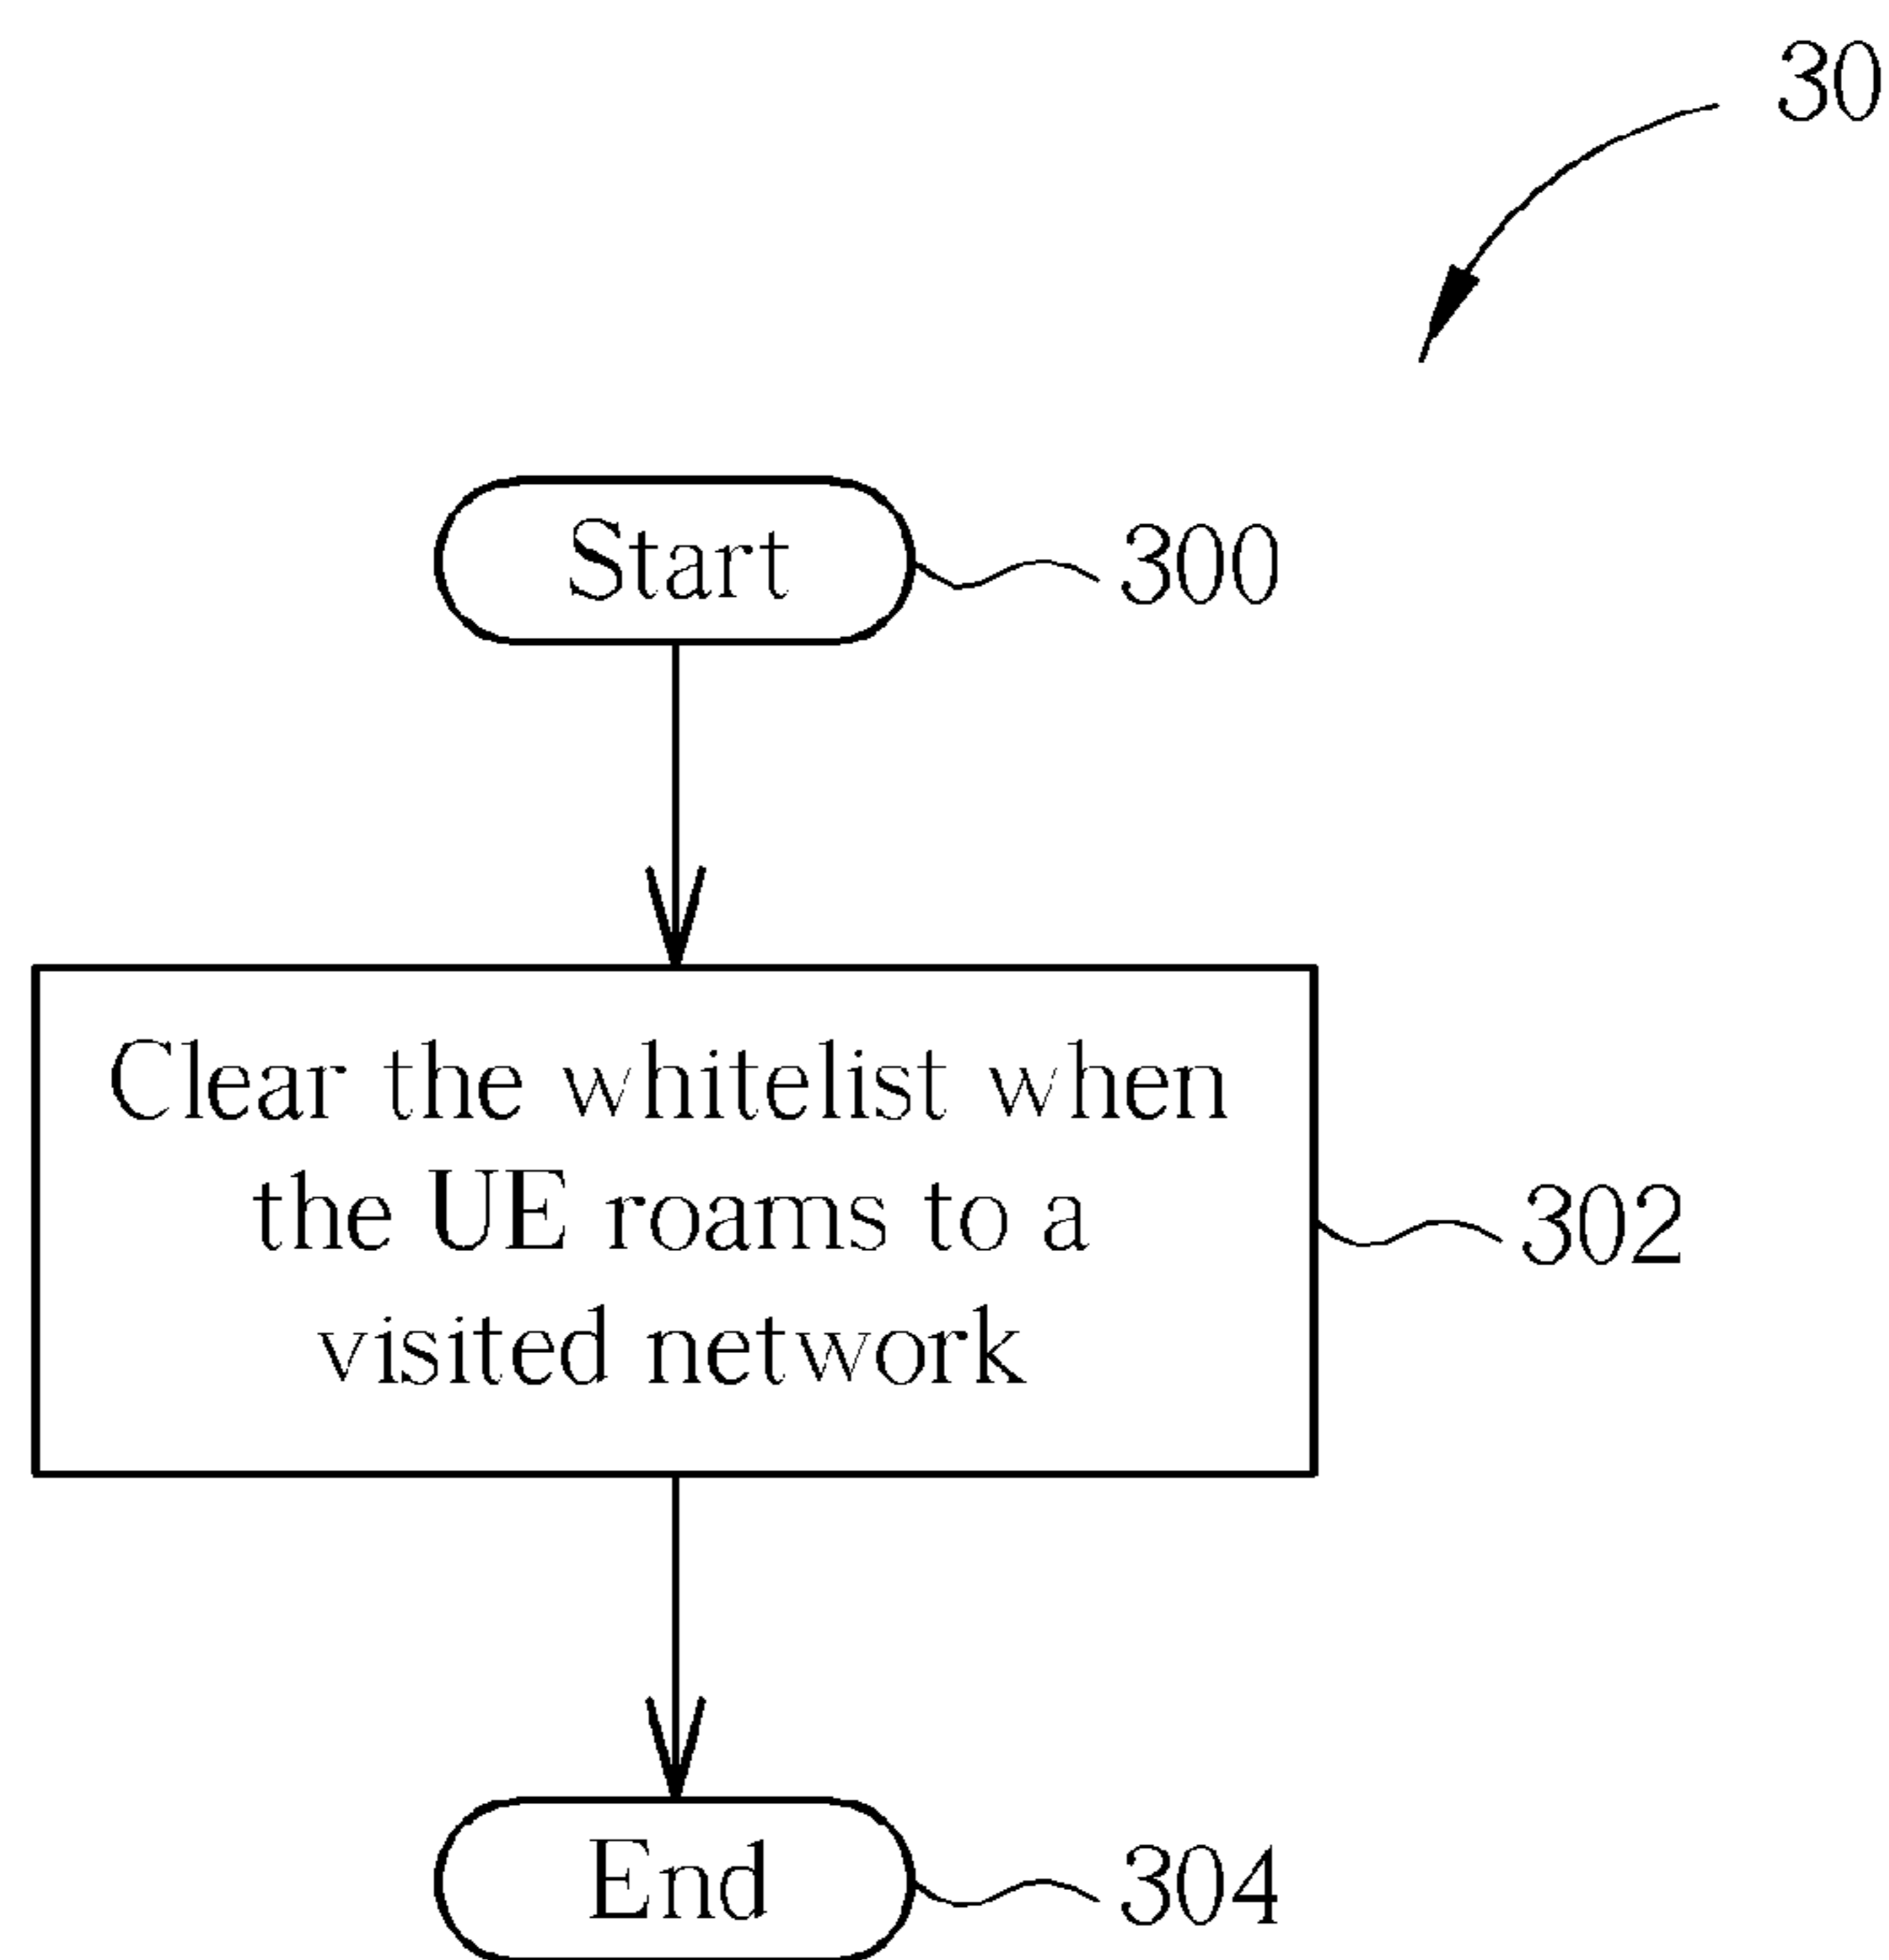 30
Start
300
Clear the whitelist when
the UE roams to a
visited network
302
End
304